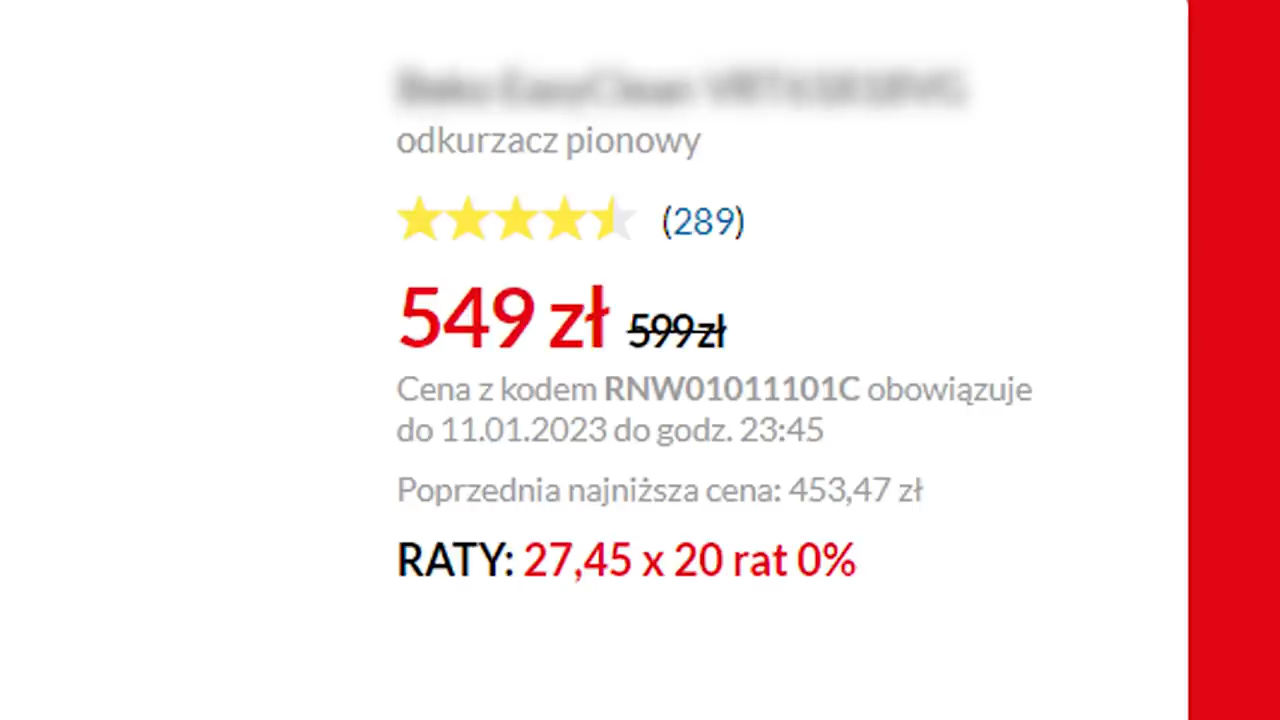 odkurzacz pionowy
(289)
549 zł 599 zł
Cena z kodem RNW01011101C obowiązuje
do 11.01.2023 do godz. 23:45
Poprzednia najniższa cena: 453,47 zł
RATY: 27,45 x 20 rat 0%